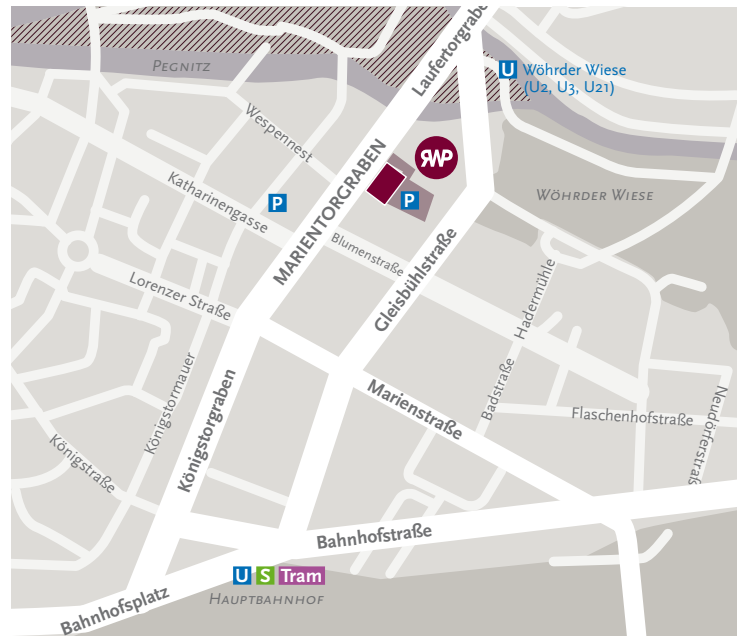 Laufertorgraben
PEGNITZ
U Wöhrder Wiese
(U2, U3, U21)
Wespennest
MARIENTORGRABEN
RWP
Katharinengasse
P
P
WÖHRDER WIESE
Blumenstraße
Gleisbühlstraße
Lorenzer Straße
Hadermühle
Königstormauer
Königstorgraben
Marienstraße
Badstraße
Flaschenhofstraße
Neudörferstraß
Königstraße
Bahnhofstraße
U S Tram
HAUPTBAHNHOF
Bahnhofsplatz